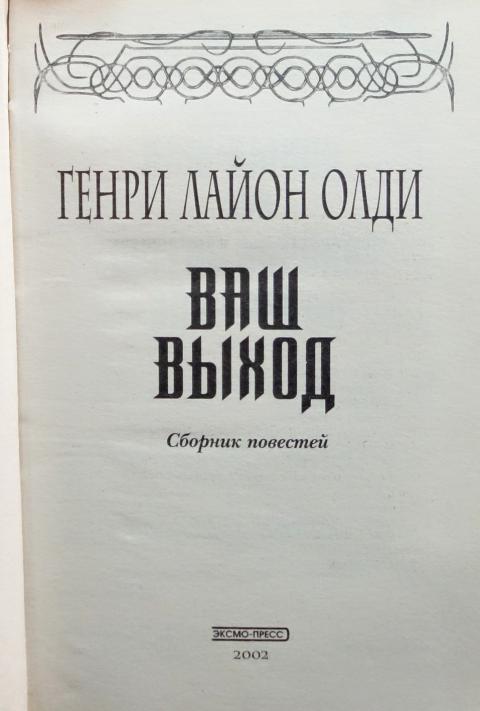 ГЕНРИ ЛАЙОН ОЛДИ
ВАШ
ВЫХОД
Сборник повестей
ЭКСМО-ПРЕСС
2002